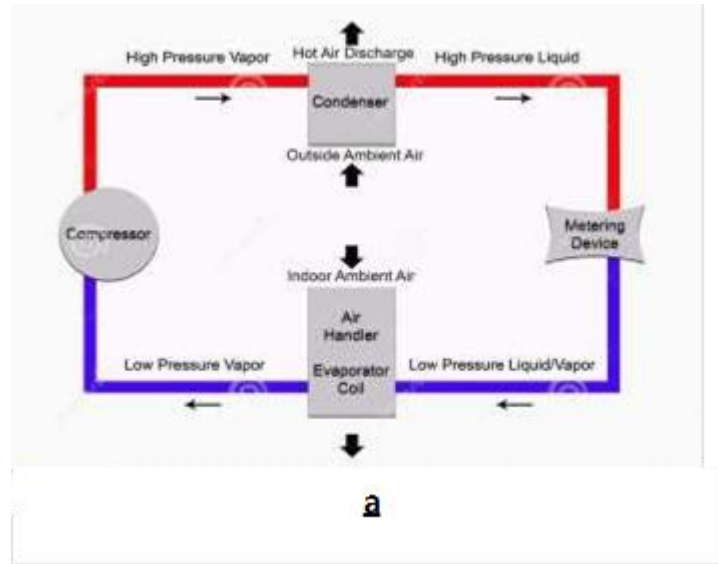 Hot Air Discharge
High Pressure Vapor
High Pressure Liquid
Condenser
Outside Ambient Air
Compressor
Metering
Device
Indoor Ambient Air
Air
Handler
Evaporator
Coil
Low Pressure Vapor
Low Pressure Liquid/Vapor
a